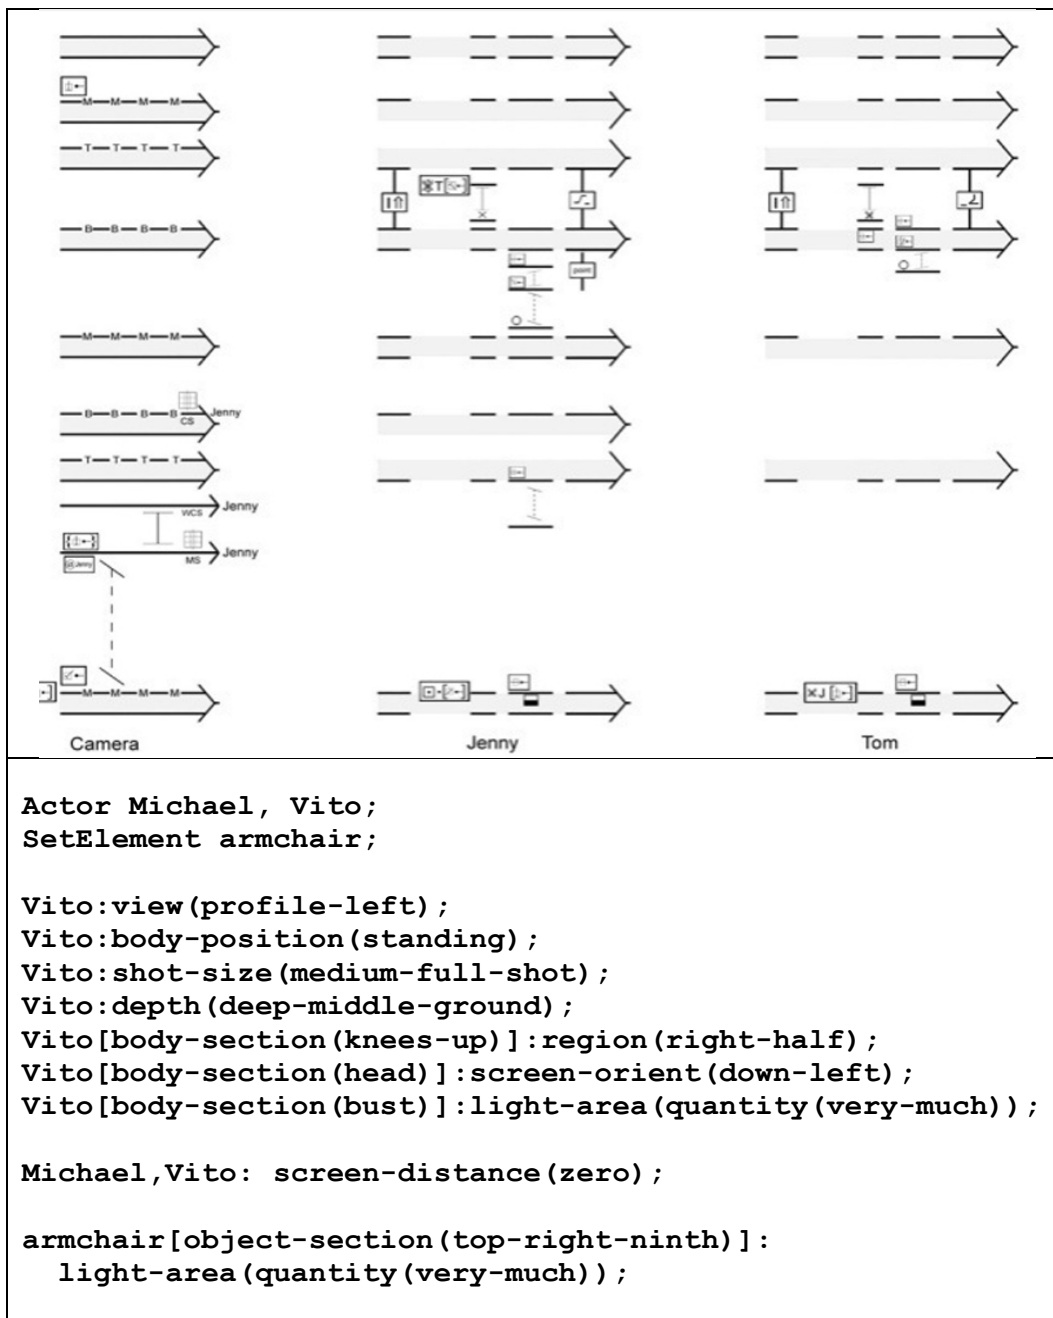 M M M M
T T T T
T
B B B B
point
M M M M
B B B B Jenny
CS
T T T T
WCS Jenny
Jenny MS Jenny
M M M M
J
Camera Jenny Tom
Actor Michael, Vito;
SetElement armchair;
Vito:view(profile-left);
Vito:body-position(standing);
Vito:shot-size(medium-full-shot);
Vito:depth(deep-middle-ground);
Vito[body-section(knees-up)]:region(right-half);
Vito[body-section(head)]:screen-orient(down-left);
Vito[body-section(bust)]:light-area(quantity(very-much));
Michael,Vito: screen-distance(zero);
armchair[object-section(top-right-ninth)]:
light-area(quantity(very-much));